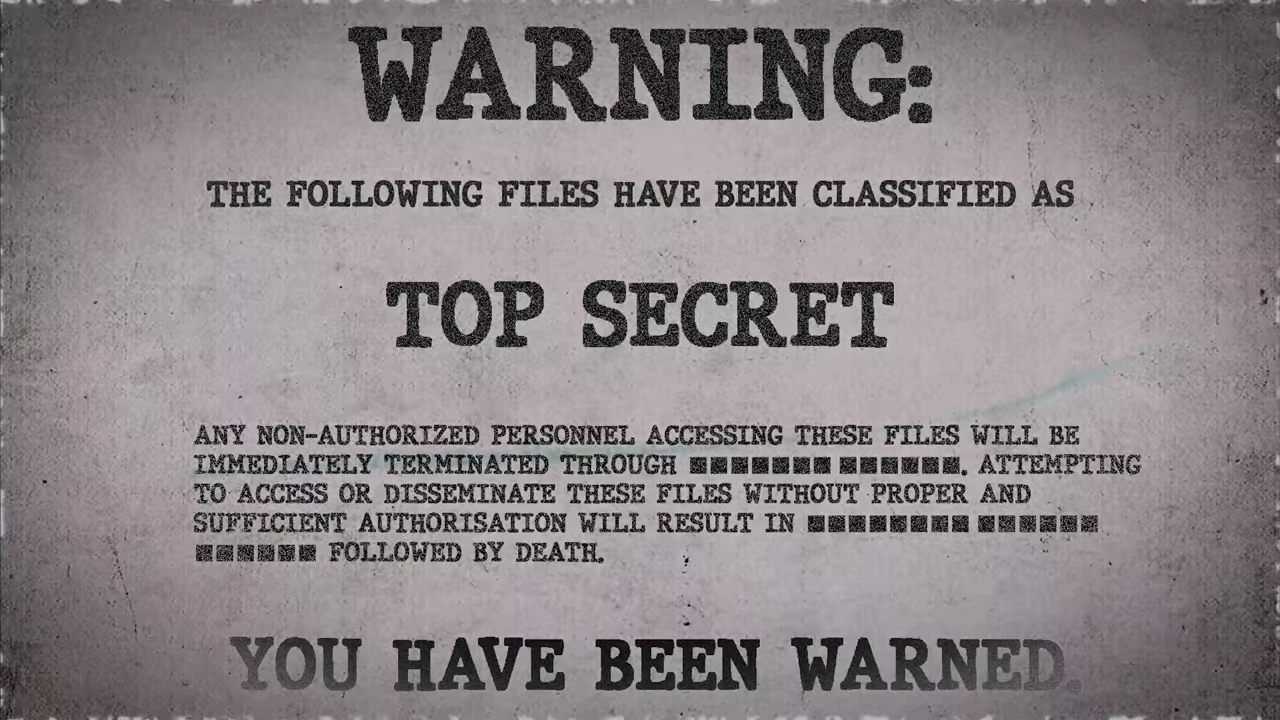 WARNING:
THE FOLLOWING FILES HAVE BEEN CLASSIFIED AS
TOP SECRET
ANY NON-AUTHORIZED PERSONNEL ACCESSING THESE FILES WILL BE
IMMEDIATELY TERMINATED THROUGH ■■■■■■■ ■■■■■■. ATTEMPTING
TO ACCESS OR DISSEMINATE THESE FILES WITHOUT PROPER AND
SUFFICIENT AUTHORISATION WILL RESULT IN ■■■■■■■■ ■■■■■■
■■■■■■ FOLLOWED BY DEATH.
YOU HAVE BEEN WARNED.